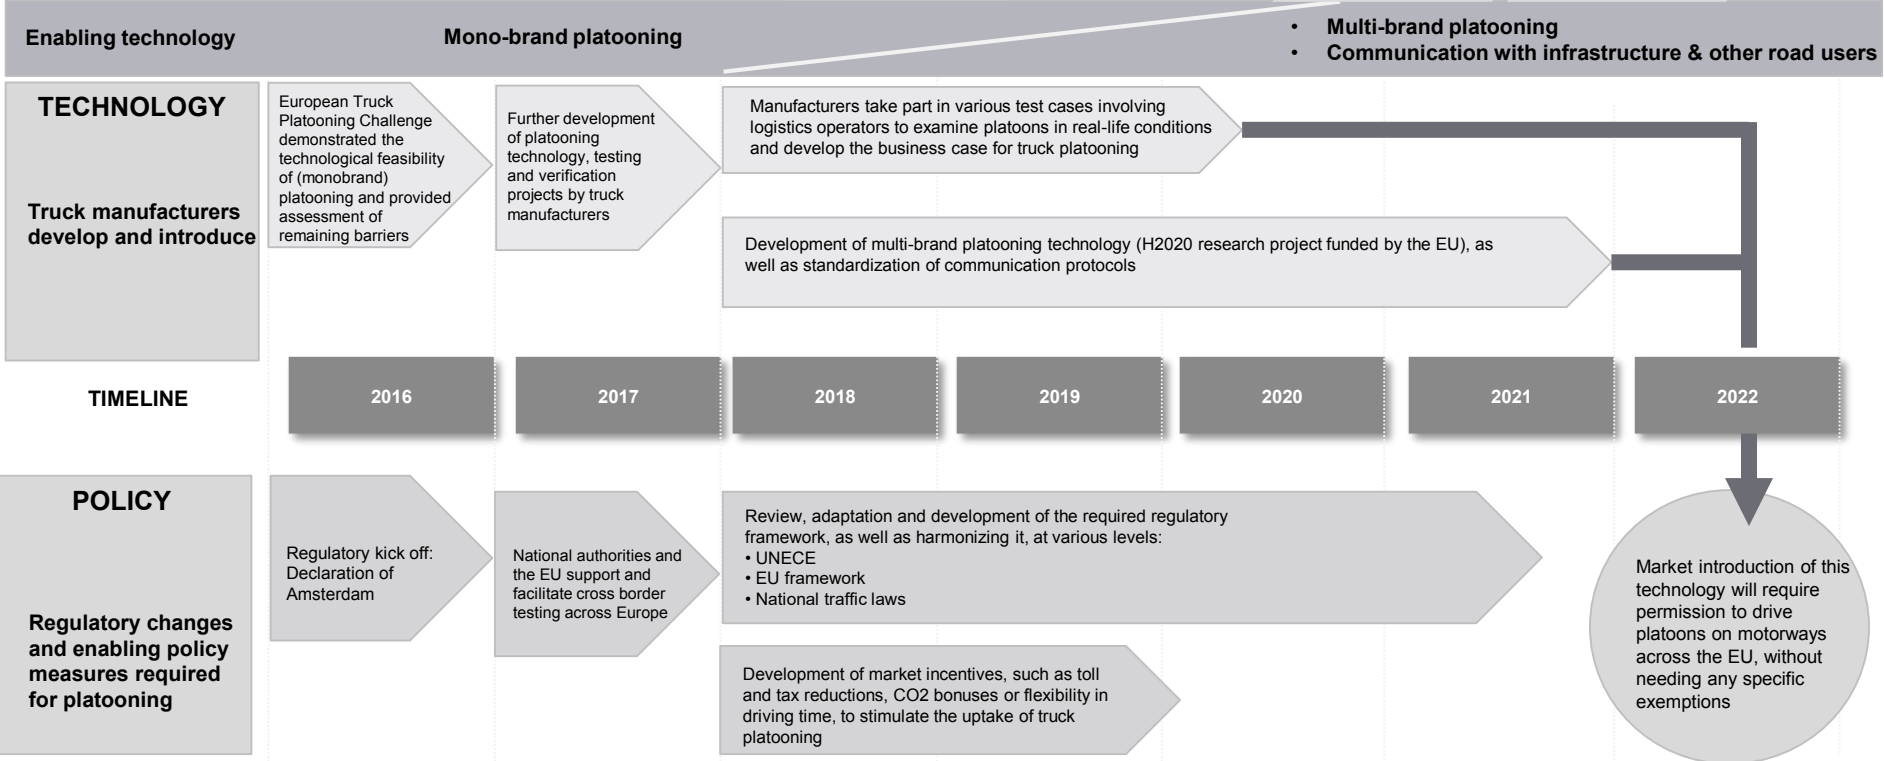 Enabling technology
Mono-brand platooning
• Multi-brand platooning
• Communication with infrastructure & other road users
TECHNOLOGY
Truck manufacturers
develop and introduce
European Truck
Platooning Challenge
demonstrated the
technological feasibility
of (monobrand)
platooning and provided
assessment of
remaining barriers
Further development
of platooning
technology, testing
and verification
projects by truck
manufacturers
Manufacturers take part in various test cases involving
logistics operators to examine platoons in real-life conditions
and develop the business case for truck platooning
Development of multi-brand platooning technology (H2020 research project funded by the EU), as
well as standardization of communication protocols
TIMELINE
2016
2017
2018
2019
2020
2021
2022
POLICY
Regulatory changes
and enabling policy
measures required
for platooning
Regulatory kick off:
Declaration of
Amsterdam
National authorities and
the EU support and
facilitate cross border
testing across Europe
Review, adaptation and development of the required regulatory
framework, as well as harmonizing it, at various levels:
• UNECE
• EU framework
• National traffic laws
Development of market incentives, such as toll
and tax reductions, CO2 bonuses or flexibility in
driving time, to stimulate the uptake of truck
platooning
Market introduction of this
technology will require
permission to drive
platoons on motorways
across the EU, without
needing any specific
exemptions